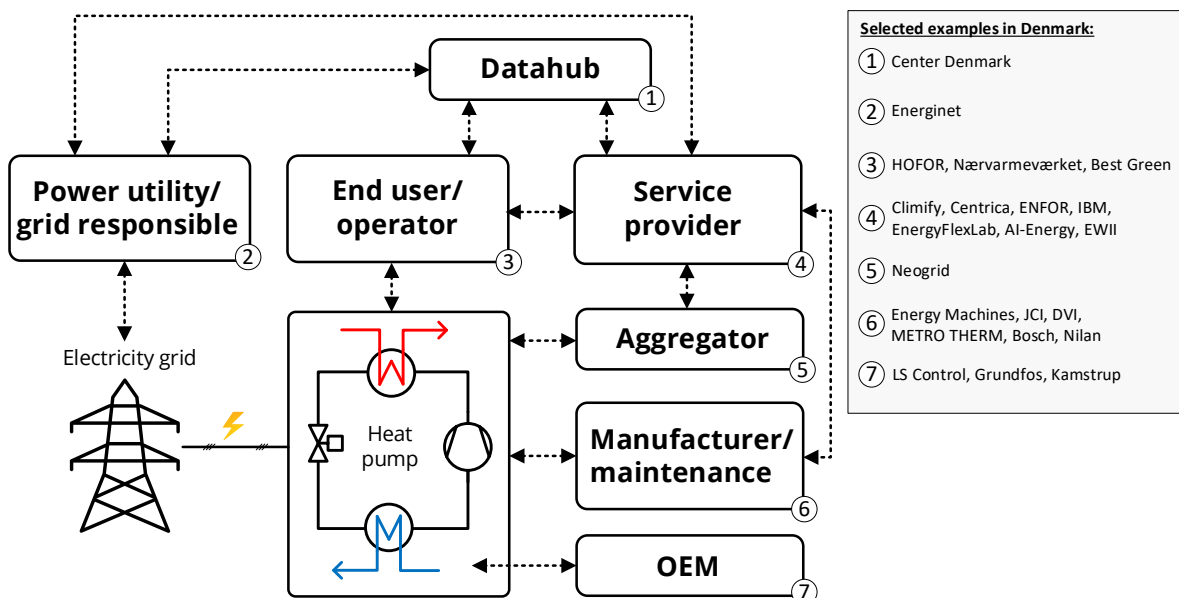 Datahub
1
Power utility/
grid responsible
2
End user/
operator
3
Service
provider
4
Electricity grid
Heat
pump
Aggregator
5
Manufacturer/
maintenance
6
OEM
7
Selected examples in Denmark:
1 Center Denmark
2 Energinet
3 HOFOR, Nærvarmeværket, Best Green
4 Climify, Centrica, ENFOR, IBM,
EnergyFlexLab, AI-Energy, EWII
5 Neogrid
6 Energy Machines, JCI, DVI,
METRO THERM, Bosch, Nilan
7 LS Control, Grundfos, Kamstrup